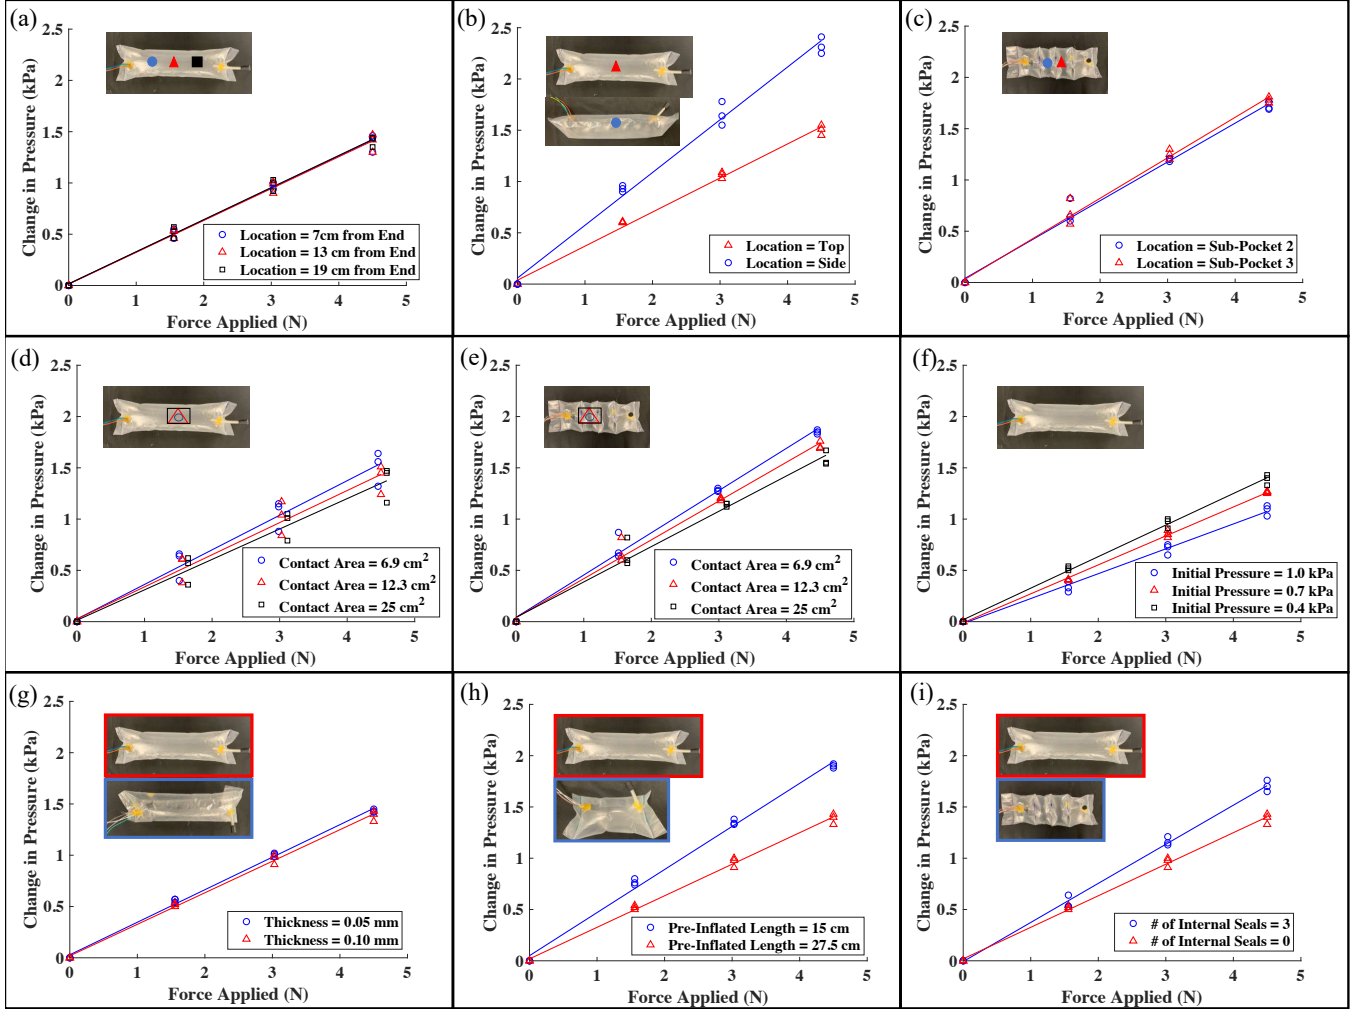 (a)
2.5
2
1.5
1
0.5
0
Change in Pressure (kPa)
Location = 7cm from End
Location = 13 cm from End
Location = 19 cm from End
0 1 2 3 4 5
Force Applied (N)
(b)
2.5
2
1.5
1
0.5
0
Change in Pressure (kPa)
Location = Top
Location = Side
0 1 2 3 4 5
Force Applied (N)
(c)
2.5
2
1.5
1
0.5
0
Change in Pressure (kPa)
Location = Sub-Pocket 2
Location = Sub-Pocket 3
0 1 2 3 4 5
Force Applied (N)
(d)
2.5
2
1.5
1
0.5
0
Change in Pressure (kPa)
Contact Area = 6.9 cm²
Contact Area = 12.3 cm²
Contact Area = 25 cm²
0 1 2 3 4 5
Force Applied (N)
(e)
2.5
2
1.5
1
0.5
0
Change in Pressure (kPa)
Contact Area = 6.9 cm²
Contact Area = 12.3 cm²
Contact Area = 25 cm²
0 1 2 3 4 5
Force Applied (N)
(f)
2.5
2
1.5
1
0.5
0
Change in Pressure (kPa)
Initial Pressure = 1.0 kPa
Initial Pressure = 0.7 kPa
Initial Pressure = 0.4 kPa
0 1 2 3 4 5
Force Applied (N)
(g)
2.5
2
1.5
1
0.5
0
Change in Pressure (kPa)
Thickness = 0.05 mm
Thickness = 0.10 mm
0 1 2 3 4 5
Force Applied (N)
(h)
2.5
2
1.5
1
0.5
0
Change in Pressure (kPa)
Pre-Inflated Length = 15 cm
Pre-Inflated Length = 27.5 cm
0 1 2 3 4 5
Force Applied (N)
(i)
2.5
2
1.5
1
0.5
0
Change in Pressure (kPa)
# of Internal Seals = 3
# of Internal Seals = 0
0 1 2 3 4 5
Force Applied (N)